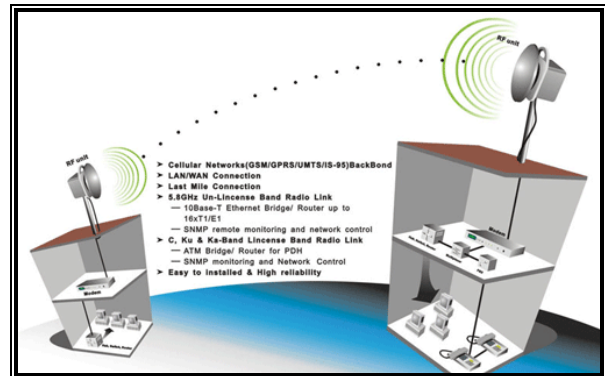 RF unit
RF unit
➤ Cellular Networks(GSM/GPRS/UMTS/IS-95)BackBond
➤ LAN/WAN Connection
➤ Last Mile Connection
➤ 5.8GHz Un-Lincense Band Radio Link
— 10Base-T Ethernet Bridge/ Router up to
16xT1/E1
— SNMP remote monitoring and network control
➤ C, Ku & Ka-Band Lincense Band Radio Link
— ATM Bridge/ Router for PDH
— SNMP monitoring and Network Control
➤ Easy to installed & High reliability
Modem
Modem
Hub, Switch, Router